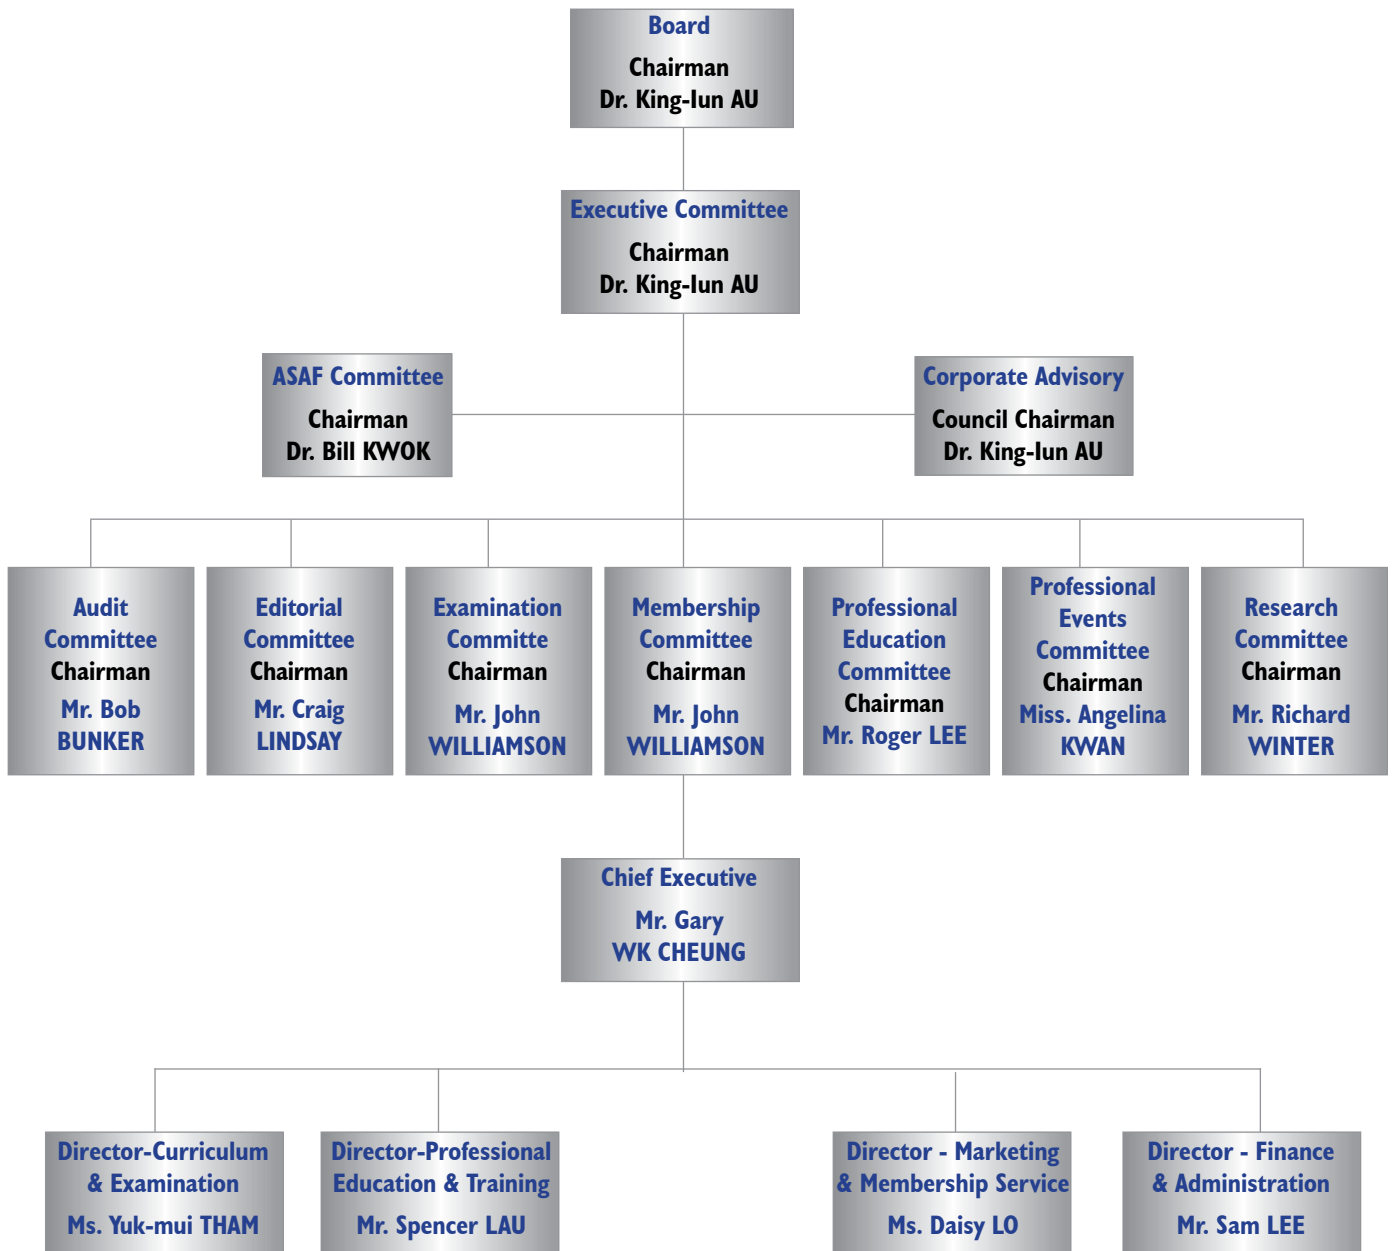 Board
Chairman
Dr. King-Iun AU
Executive Committee
Chairman
Dr. King-Iun AU
ASAF Committee
Chairman
Dr. Bill KWOK
Corporate Advisory
Council Chairman
Dr. King-Iun AU
Audit
Committee
Chairman
Mr. Bob
BUNKER
Editorial
Committee
Chairman
Mr. Craig
LINDSAY
Examination
Committe
Chairman
Mr. John
WILLIAMSON
Membership
Committee
Chairman
Mr. John
WILLIAMSON
Professional
Education
Committee
Chairman
Mr. Roger LEE
Professional
Events
Committee
Chairman
Miss. Angelina
KWAN
Research
Committee
Chairman
Mr. Richard
WINTER
Chief Executive
Mr. Gary
WK CHEUNG
Director-Curriculum
& Examination
Ms. Yuk-mui THAM
Director-Professional
Education & Training
Mr. Spencer LAU
Director - Marketing
& Membership Service
Ms. Daisy LO
Director - Finance
& Administration
Mr. Sam LEE